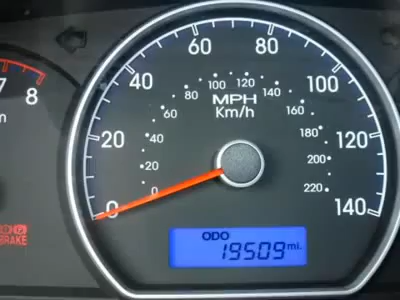 60 80
40 100
20 120
0 140
140
MPH
Km/h
100 120 140
80 160
60 180
40 200
20 220
0
7
8
BRAKE
ODO
19509 mi.